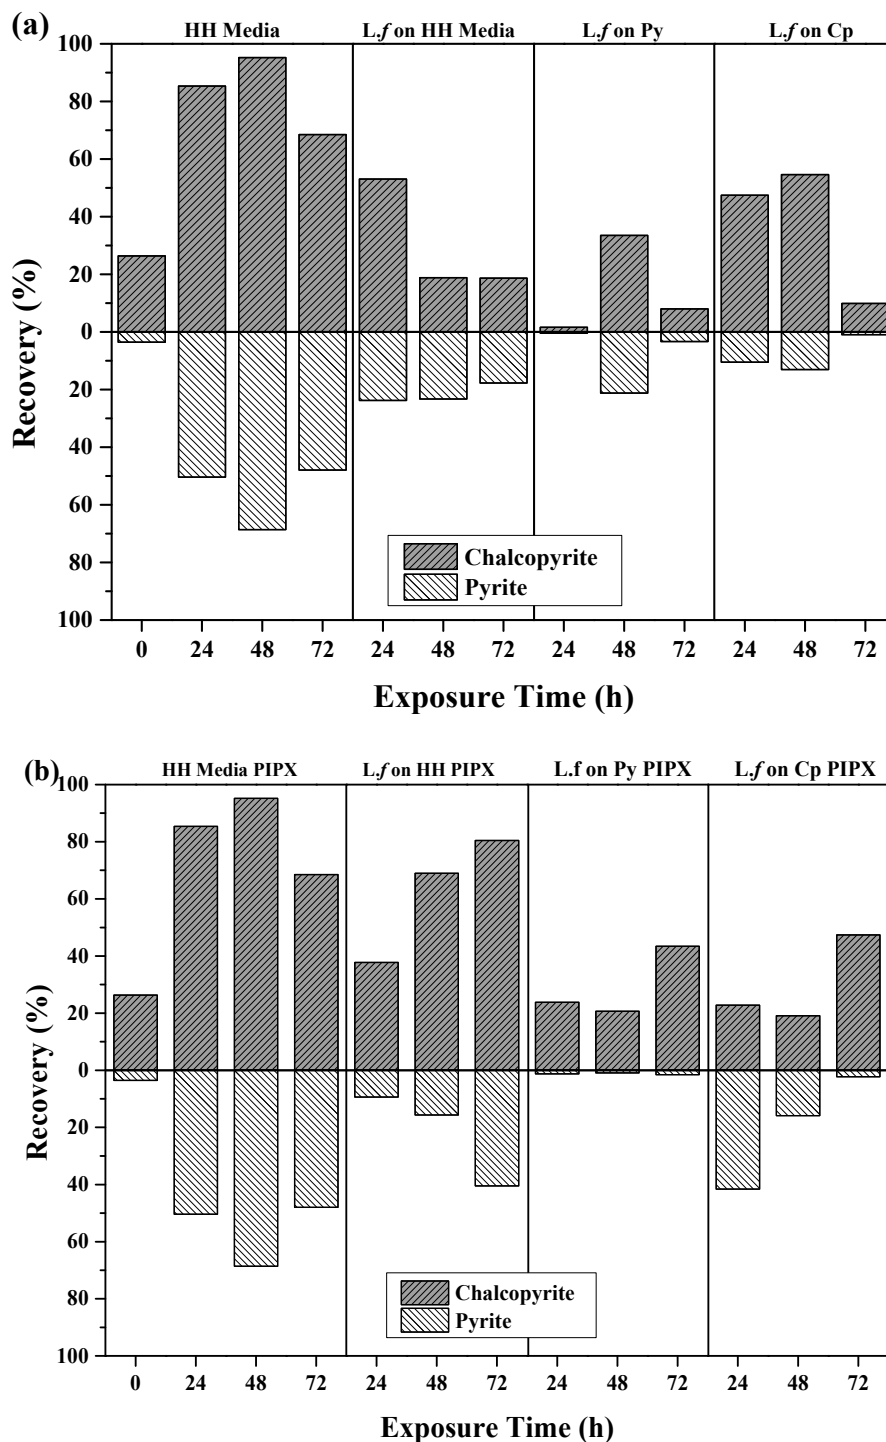 (a)
HH Media L.f on HH Media L.f on Py L.f on Cp
100
80
60
40
20
0
20
40
60
80
100
Recovery (%)
Chalcopyrite
Pyrite
0 24 48 72 24 48 72 24 48 72 24 48 72
Exposure Time (h)
(b)
HH Media PIPX L.f on HH PIPX L.f on Py PIPX L.f on Cp PIPX
100
80
60
40
20
0
20
40
60
80
100
Recovery (%)
Chalcopyrite
Pyrite
0 24 48 72 24 48 72 24 48 72 24 48 72
Exposure Time (h)